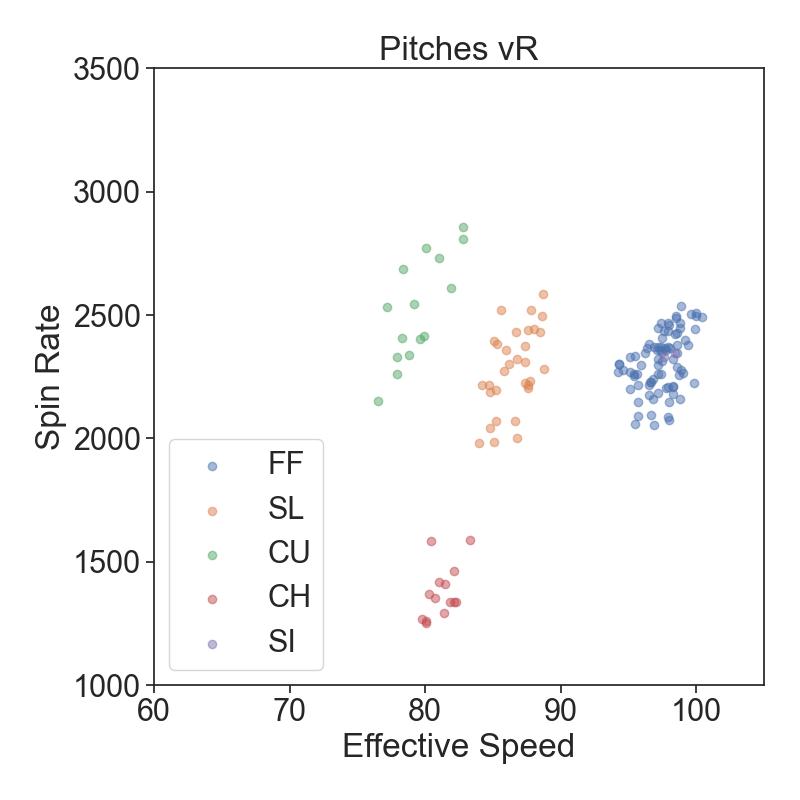 Pitches vR
3500
3000
2500
2000
1500
1000
Spin Rate
FF
SL
CU
CH
SI
60 70 80 90 100
Effective Speed